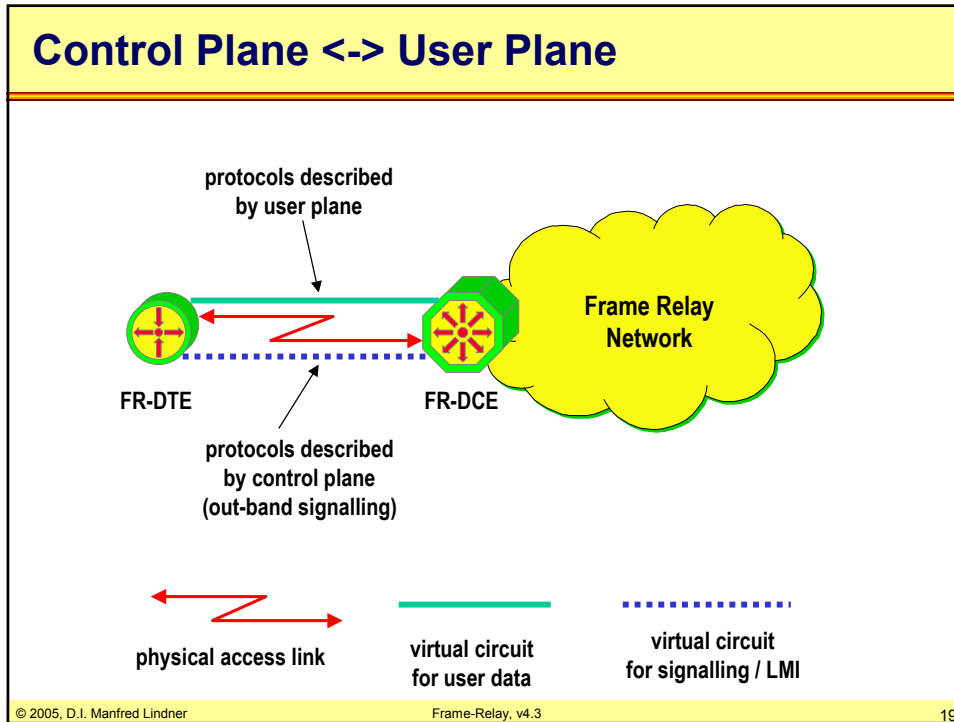 Control Plane <-> User Plane
protocols described
by user plane
Frame Relay
Network
FR-DTE
FR-DCE
protocols described
by control plane
(out-band signalling)
physical access link
virtual circuit
for user data
virtual circuit
for signalling / LMI
© 2005, D.I. Manfred Lindner
Frame-Relay, v4.3
19